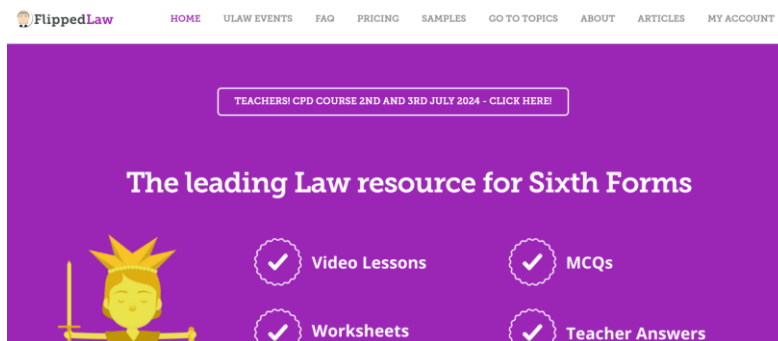 FlippedLaw HOME ULAW EVENTS FAQ PRICING SAMPLES GO TO TOPICS ABOUT ARTICLES MY ACCOUNT
TEACHERS! CPD COURSE 2ND AND 3RD JULY 2024 - CLICK HERE!
The leading Law resource for Sixth Forms
Video Lessons MCQs
Worksheets Teacher Answers